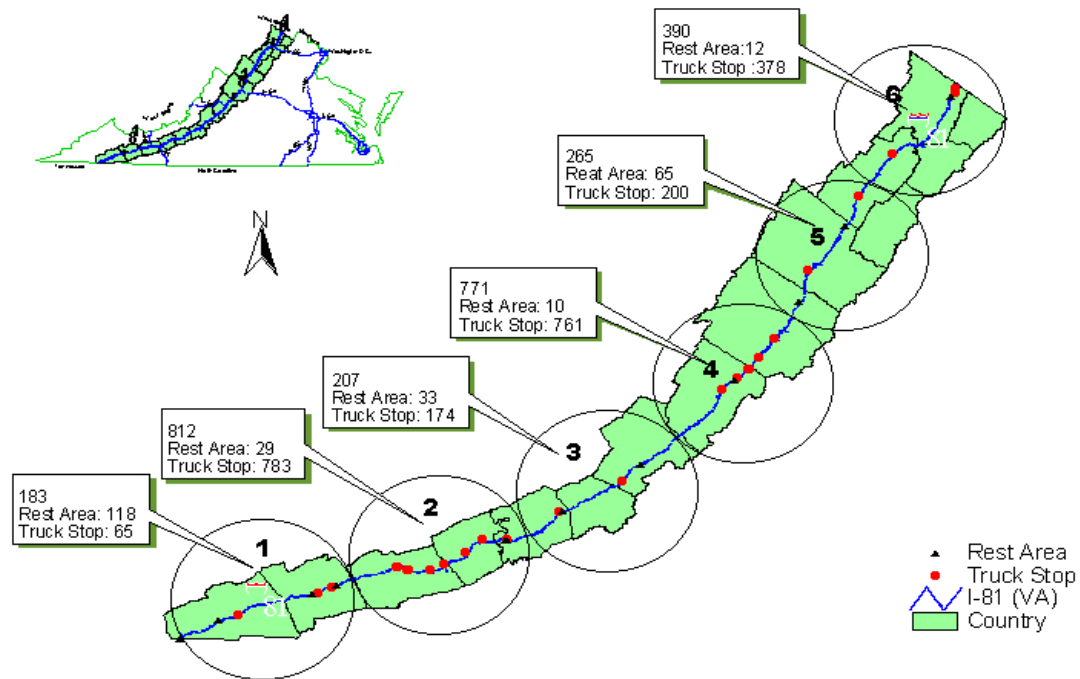 390
Rest Area:12
Truck Stop :378
6
81
265
Reat Area: 65
Truck Stop: 200
5
N
771
Rest Area: 10
Truck Stop: 761
4
207
Rest Area: 33
Truck Stop: 174
3
812
Rest Area: 29
Truck Stop: 783
2
183
Rest Area: 118
Truck Stop: 65
1
81
Rest Area
Truck Stop
I-81 (VA)
Country